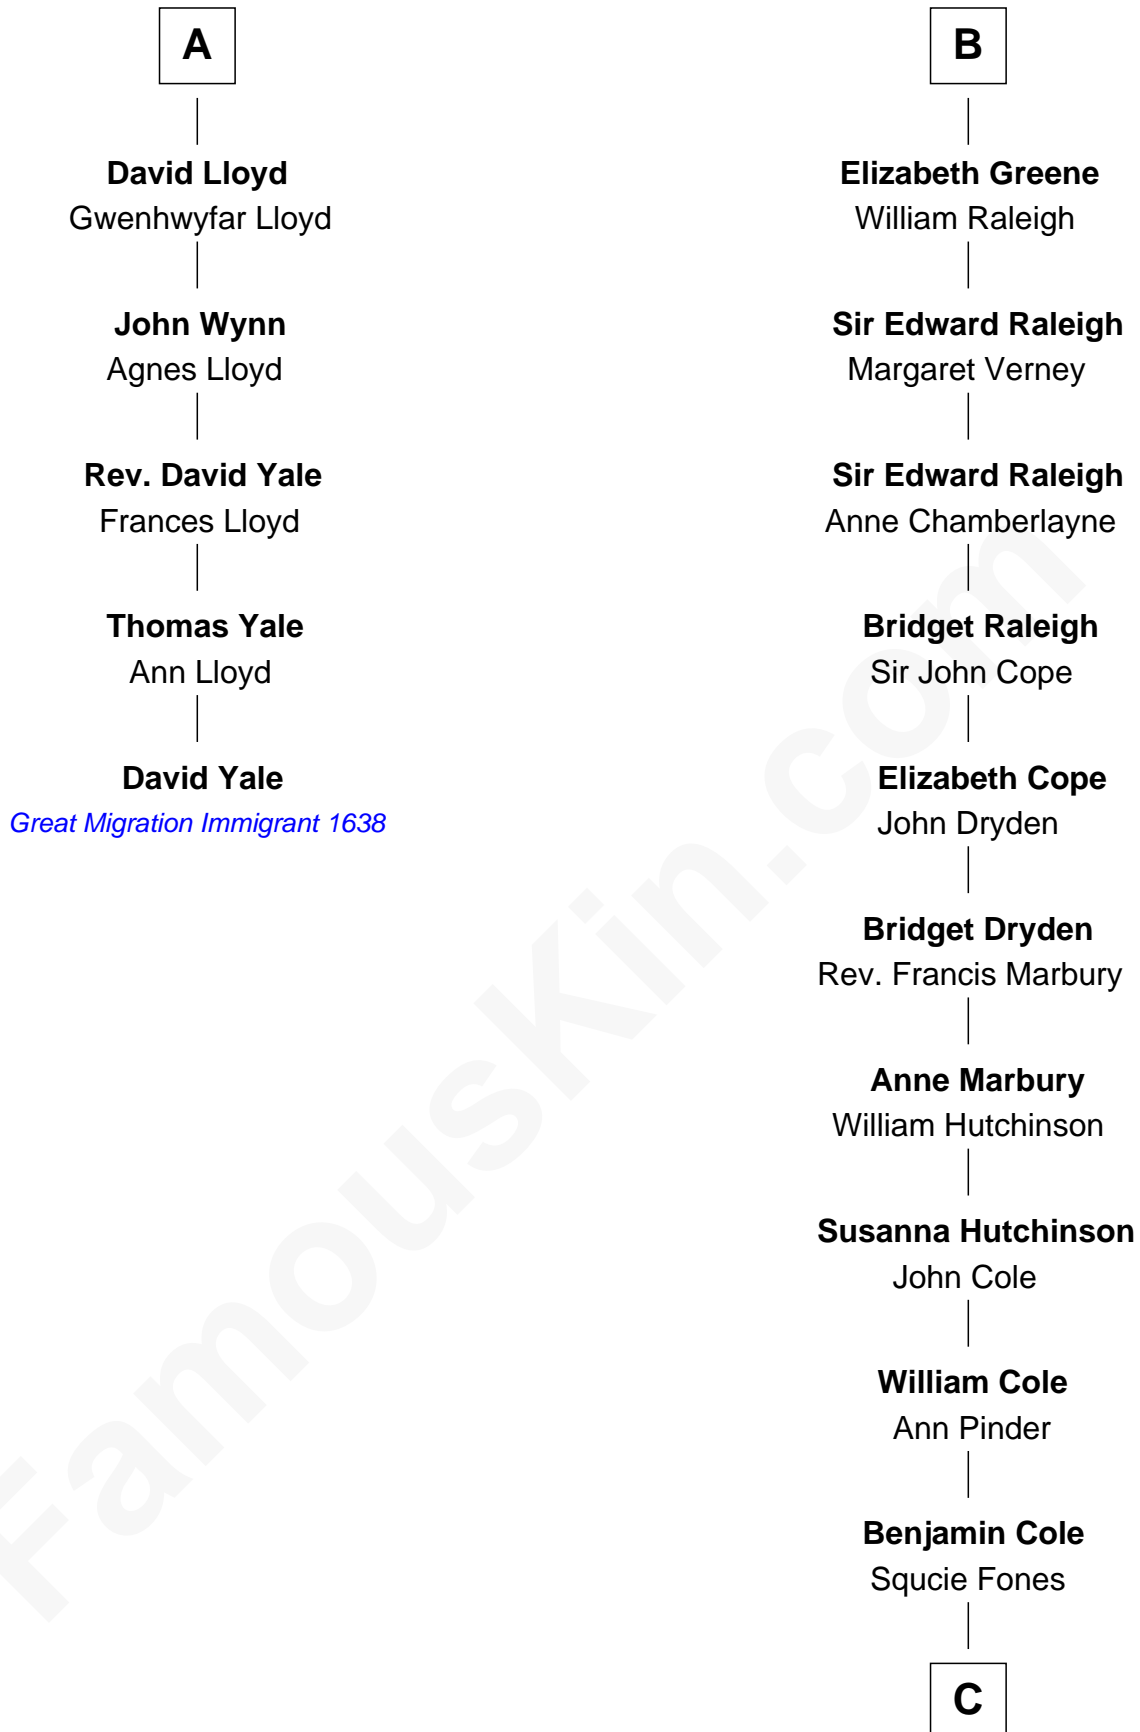 A
David Lloyd
Gwenhwyfar Lloyd
John Wynn
Agnes Lloyd
Rev. David Yale
Frances Lloyd
Thomas Yale
Ann Lloyd
David Yale
Great Migration Immigrant 1638
B
Elizabeth Greene
William Raleigh
Sir Edward Raleigh
Margaret Verney
Sir Edward Raleigh
Anne Chamberlayne
Bridget Raleigh
Sir John Cope
Elizabeth Cope
John Dryden
Bridget Dryden
Rev. Francis Marbury
Anne Marbury
William Hutchinson
Susanna Hutchinson
John Cole
William Cole
Ann Pinder
Benjamin Cole
Squcie Fones
C
FamousKin.com